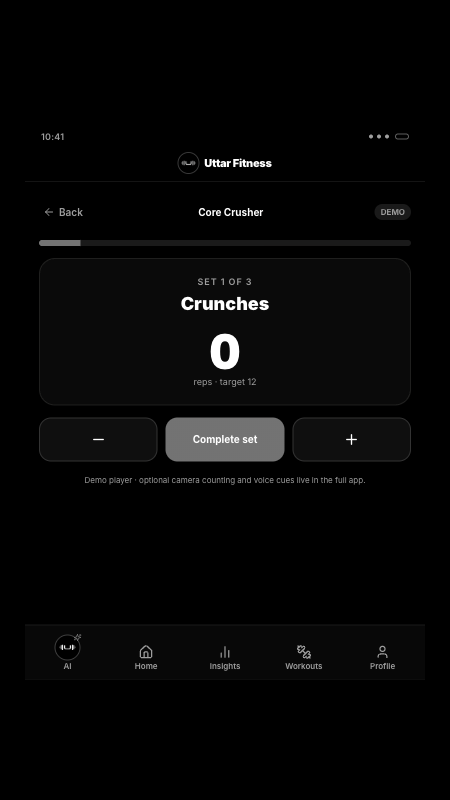 10:41
Uttar Fitness
Back
Core Crusher
DEMO
SET 1 OF 3
Crunches
0
reps · target 12
−
Complete set
+
Demo player · optional camera counting and voice cues live in the full app.
AI
Home
Insights
Workouts
Profile